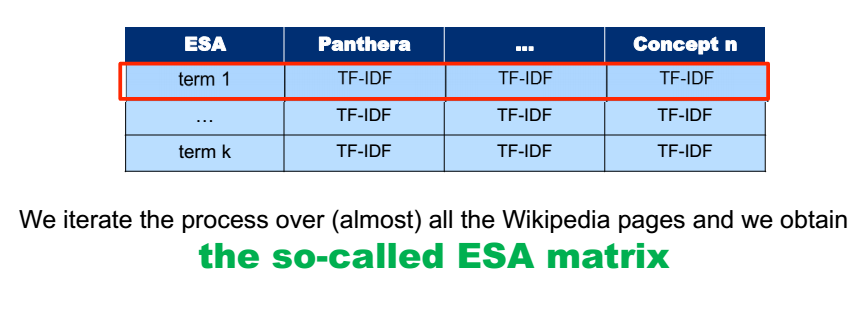 ESA Panthera ... Concept n
term 1 TF-IDF TF-IDF TF-IDF
… TF-IDF TF-IDF TF-IDF
term k TF-IDF TF-IDF TF-IDF
We iterate the process over (almost) all the Wikipedia pages and we obtain
the so-called ESA matrix